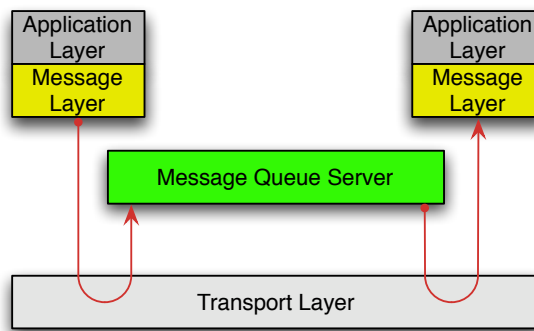 Application
Layer
Message
Layer
Application
Layer
Message
Layer
Message Queue Server
Transport Layer